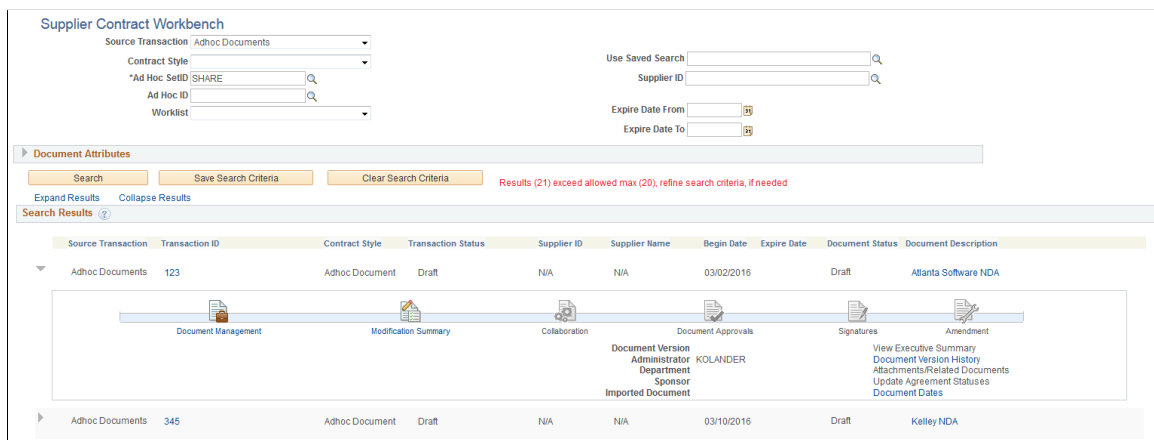 Supplier Contract Workbench
Source Transaction Adhoc Documents
Contract Style
Use Saved Search
*Ad Hoc SetID SHARE
Supplier ID
Ad Hoc ID
Expire Date From 31
Worklist
Expire Date To 31
Document Attributes
Search Save Search Criteria Clear Search Criteria Results (21) exceed allowed max (20), refine search criteria, if needed
Expand Results Collapse Results
Search Results ?
Source Transaction Transaction ID Contract Style Transaction Status Supplier ID Supplier Name Begin Date Expire Date Document Status Document Description
Adhoc Documents 123 Adhoc Document Draft N/A N/A 03/02/2016 Draft Atlanta Software NDA
Document Management Modification Summary Collaboration Document Approvals Signatures Amendment
Document Version View Executive Summary
Administrator KOLANDER Document Version History
Department Attachments/Related Documents
Sponsor Update Agreement Statuses
Imported Document Document Dates
Adhoc Documents 345 Adhoc Document Draft N/A N/A 03/10/2016 Draft Kelley NDA